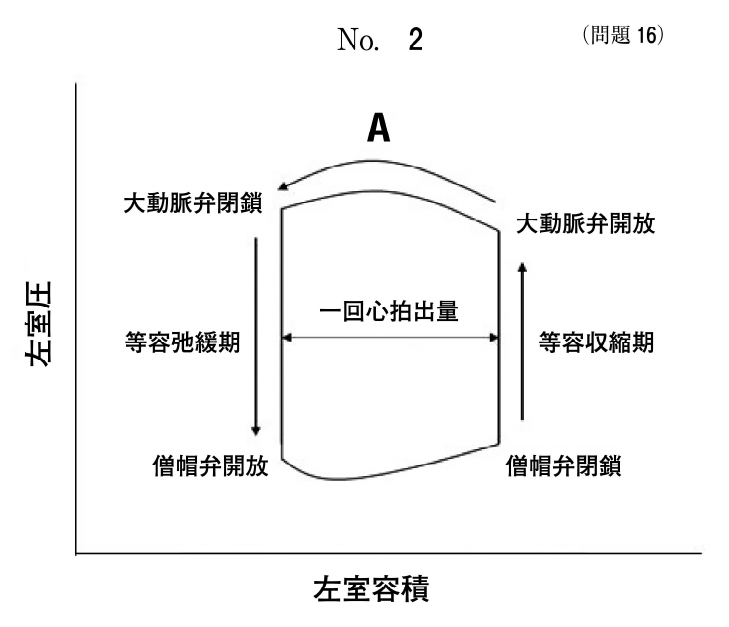 No. 2
（問題 16）
A
大動脈弁閉鎖
大動脈弁開放
一回心拍出量
左室圧
等容弛緩期
等容収縮期
僧帽弁開放
僧帽弁閉鎖
左室容積